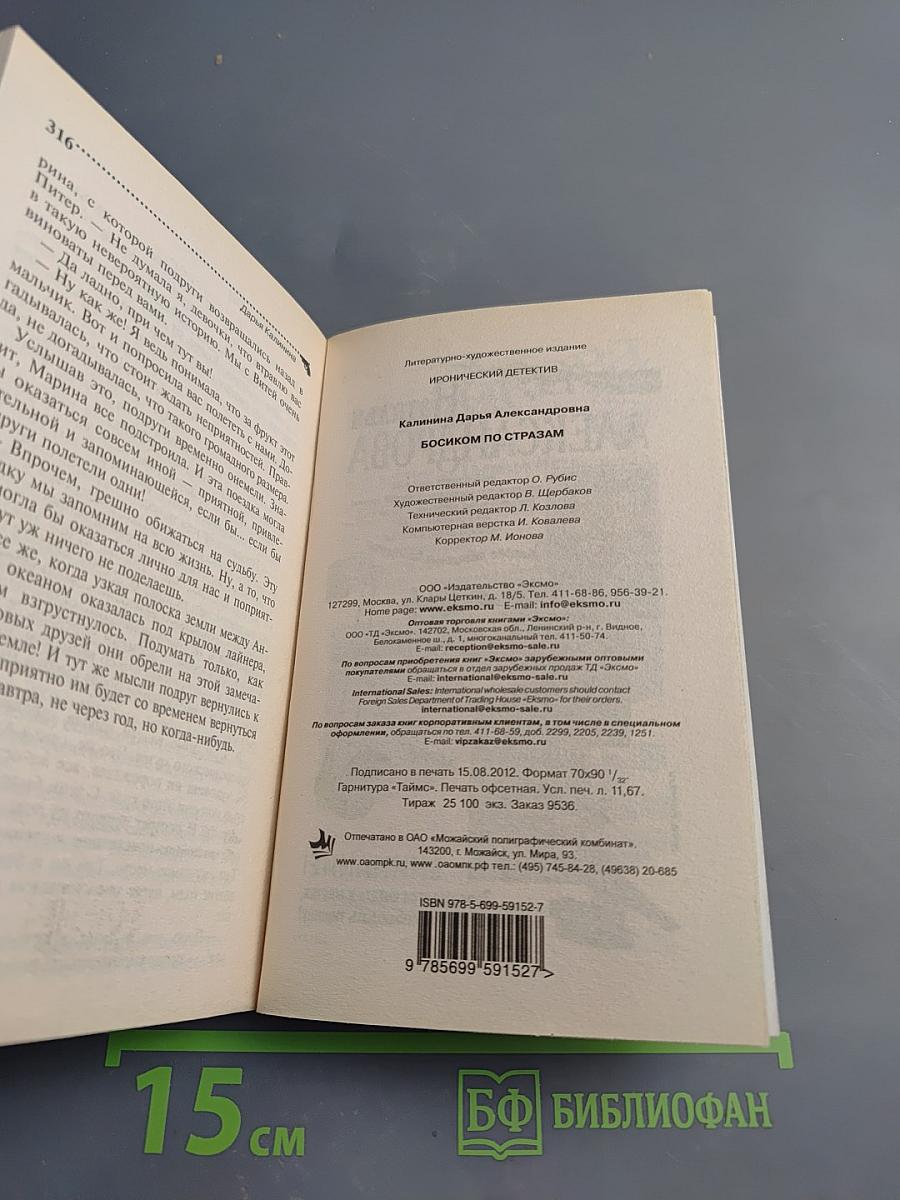 316
Дарья Калинина
рина, с которой подруги возвращались назад в
Питер. — Не думала я, девочки, что втравлю вас
в такую невероятную историю. Мы с Витей очень
виноваты перед вами.
— Да ладно, при чем тут вы!
— Ну как же! Я ведь понимала, что за фрукт этот
мальчик. Вот и попросила вас полететь с нами. До-
гадывалась, что стоит ждать неприятностей. Прав-
да, не догадывалась, что такого громадного размера.
Услышав это, подруги временно онемели. Зна-
ит, Марина все подстроила. И эта поездка могла
ы оказаться совсем иной — приятной, привле-
тельной и запоминающейся, если бы... если бы
други полетели одни!
Впрочем, грешно обижаться на судьбу. Эту
дку мы запомним на всю жизнь. Ну, а то, что
могла бы оказаться лично для нас и поприят-
ут уж ничего не поделаешь.
се же, когда узкая полоска земли между Ан-
океаном оказалась под крылом лайнера,
м взгрустнулось. Подумать только, как
овых друзей они обрели на этой замеча-
земле! И тут же мысли подруг вернулись к
приятно им будет со временем вернуться
автра, не через год, но когда-нибудь.
Литературно-художественное издание
ИРОНИЧЕСКИЙ ДЕТЕКТИВ
Калинина Дарья Александровна
БОСИКОМ ПО СТРАЗАМ
Ответственный редактор О. Рубис
Художественный редактор В. Щербаков
Технический редактор Л. Козлова
Компьютерная верстка И. Ковалева
Корректор М. Ионова
ООО «Издательство «Эксмо»
127299, Москва, ул. Клары Цеткин, д. 18/5. Тел. 411-68-86, 956-39-21.
Home page: www.eksmo.ru E-mail: info@eksmo.ru
Оптовая торговля книгами «Эксмо»:
ООО «ТД «Эксмо». 142702, Московская обл., Ленинский р-н, г. Видное,
Белокаменное ш., д. 1, многоканальный тел. 411-50-74.
E-mail: reception@eksmo-sale.ru
По вопросам приобретения книг «Эксмо» зарубежными оптовыми
покупателями обращаться в отдел зарубежных продаж ТД «Эксмо»
E-mail: international@eksmo-sale.ru
International Sales: International wholesale customers should contact
Foreign Sales Department of Trading House «Eksmo» for their orders.
international@eksmo-sale.ru
По вопросам заказа книг корпоративным клиентам, в том числе в специальном
оформлении, обращаться по тел. 411-68-59, доб. 2299, 2205, 2239, 1251.
E-mail: vipzakaz@eksmo.ru
Подписано в печать 15.08.2012. Формат 70x90 1/32.
Гарнитура «Таймс». Печать офсетная. Усл. печ. л. 11,67.
Тираж 25 100 экз. Заказ 9536.
Отпечатано в ОАО «Можайский полиграфический комбинат».
143200, г. Можайск, ул. Мира, 93.
www.oaompk.ru, www .оаомпк.рф тел.: (495) 745-84-28, (49638) 20-685
ISBN 978-5-699-59152-7
9 785699 591527>
15 см
БФ БИБЛИОФАН